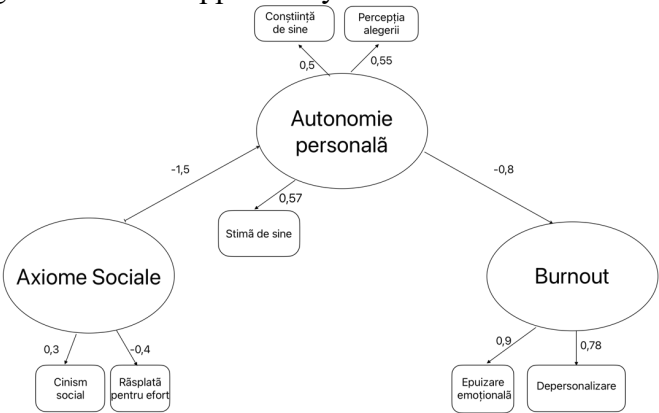 Conștiință
de sine
Percepția
alegerii
0,5
0,55
Autonomie
personală
-1,5
-0,8
0,57
Stimă de sine
Axiome Sociale
Burnout
0,3
-0,4
0,9
0,78
Cinism
social
Răsplată
pentru efort
Epuizare
emoțională
Depersonalizare